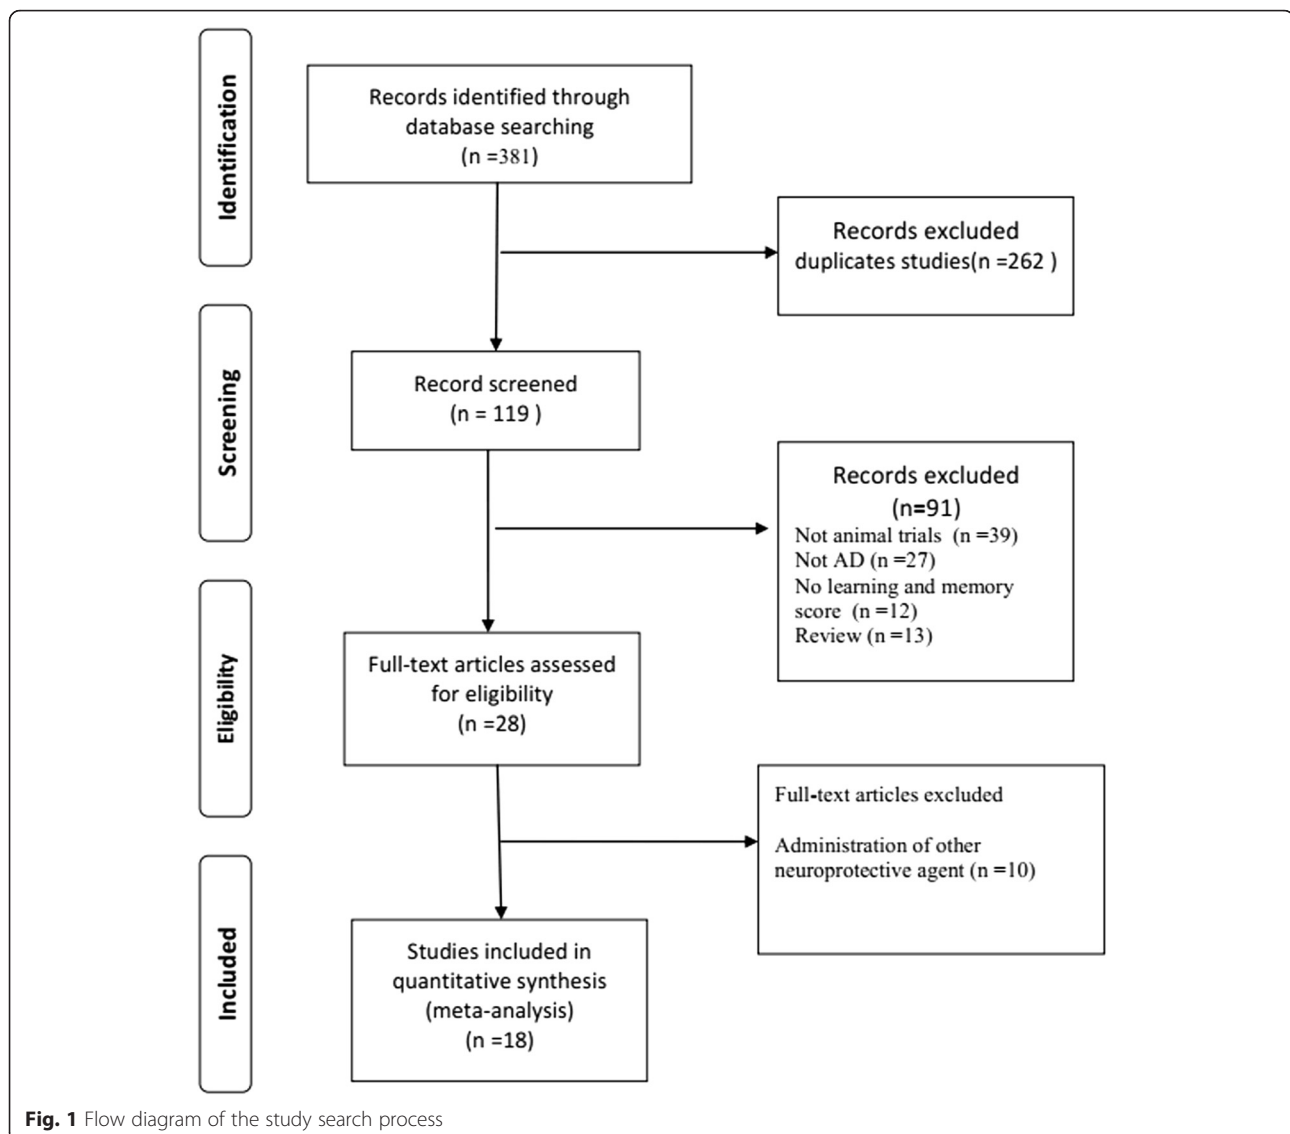 Identification
Records identified through
database searching
(n =381)
Records excluded
duplicates studies(n =262 )
Screening
Record screened
(n = 119 )
Records excluded
(n=91)
Not animal trials  (n =39)
Not AD (n =27)
No learning and memory
score  (n =12)
Review (n =13)
Eligibility
Full-text articles assessed
for eligibility
(n =28)
Full-text articles excluded
Administration of other
neuroprotective agent (n =10)
Included
Studies included in
quantitative synthesis
(meta-analysis)
(n =18)
Fig. 1 Flow diagram of the study search process